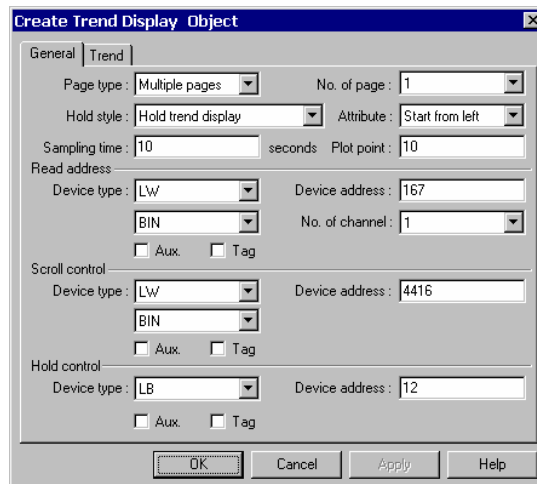 Create Trend Display Object
General Trend
Page type : Multiple pages No. of page : 1
Hold style : Hold trend display Attribute : Start from left
Sampling time : 10 seconds Plot point : 10
Read address
Device type : LW Device address : 167
BIN No. of channel : 1
Aux. Tag
Scroll control
Device type : LW Device address : 4416
BIN
Aux. Tag
Hold control
Device type : LB Device address : 12
Aux. Tag
OK Cancel Apply Help